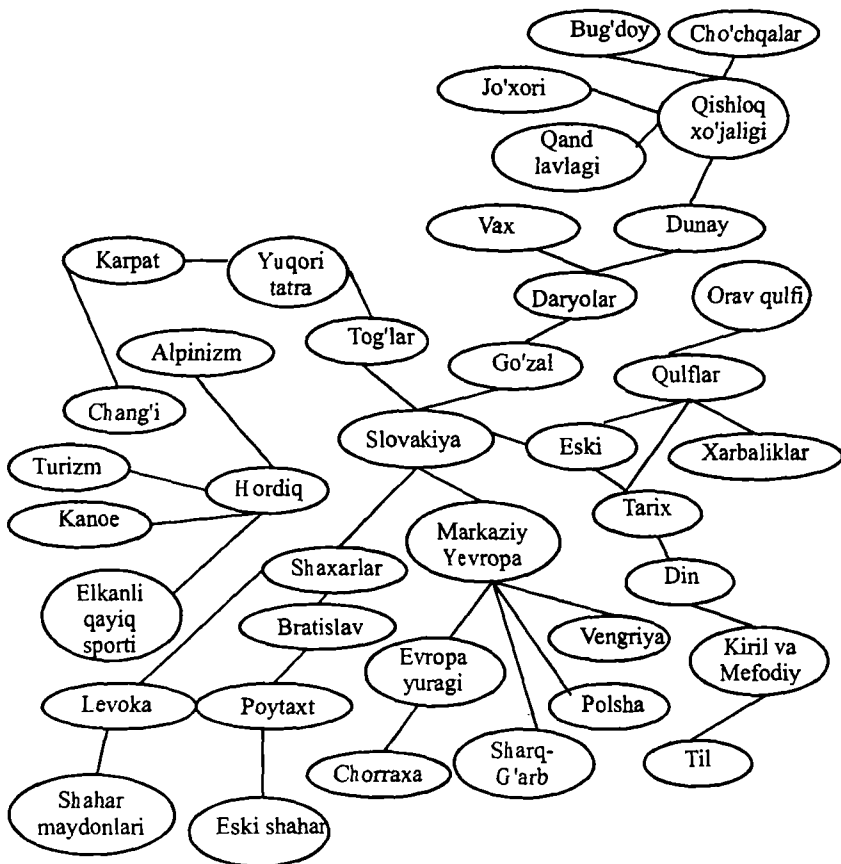 Bug'doy
Cho'chqalar
Jo'xori
Qishloq
xo'jaligi
Qand
lavlagi
Vax
Dunay
Karpat
Yuqori
tatra
Daryolar
Orav qulfi
Tog'lar
Alpinizm
Go'zal
Qulflar
Chang'i
Slovakiya
Eski
Xarbaliklar
Turizm
Hordiq
Kanoe
Tarix
Markaziy
Yevropa
Shaxarlar
Din
Elkanli
qayiq
sporti
Bratislav
Vengriya
Kiril va
Mefodiy
Evropa
yuragi
Levoka
Poytaxt
Polsha
Sharq-
G'arb
Til
Chorraxa
Shahar
maydonlari
Eski shahar